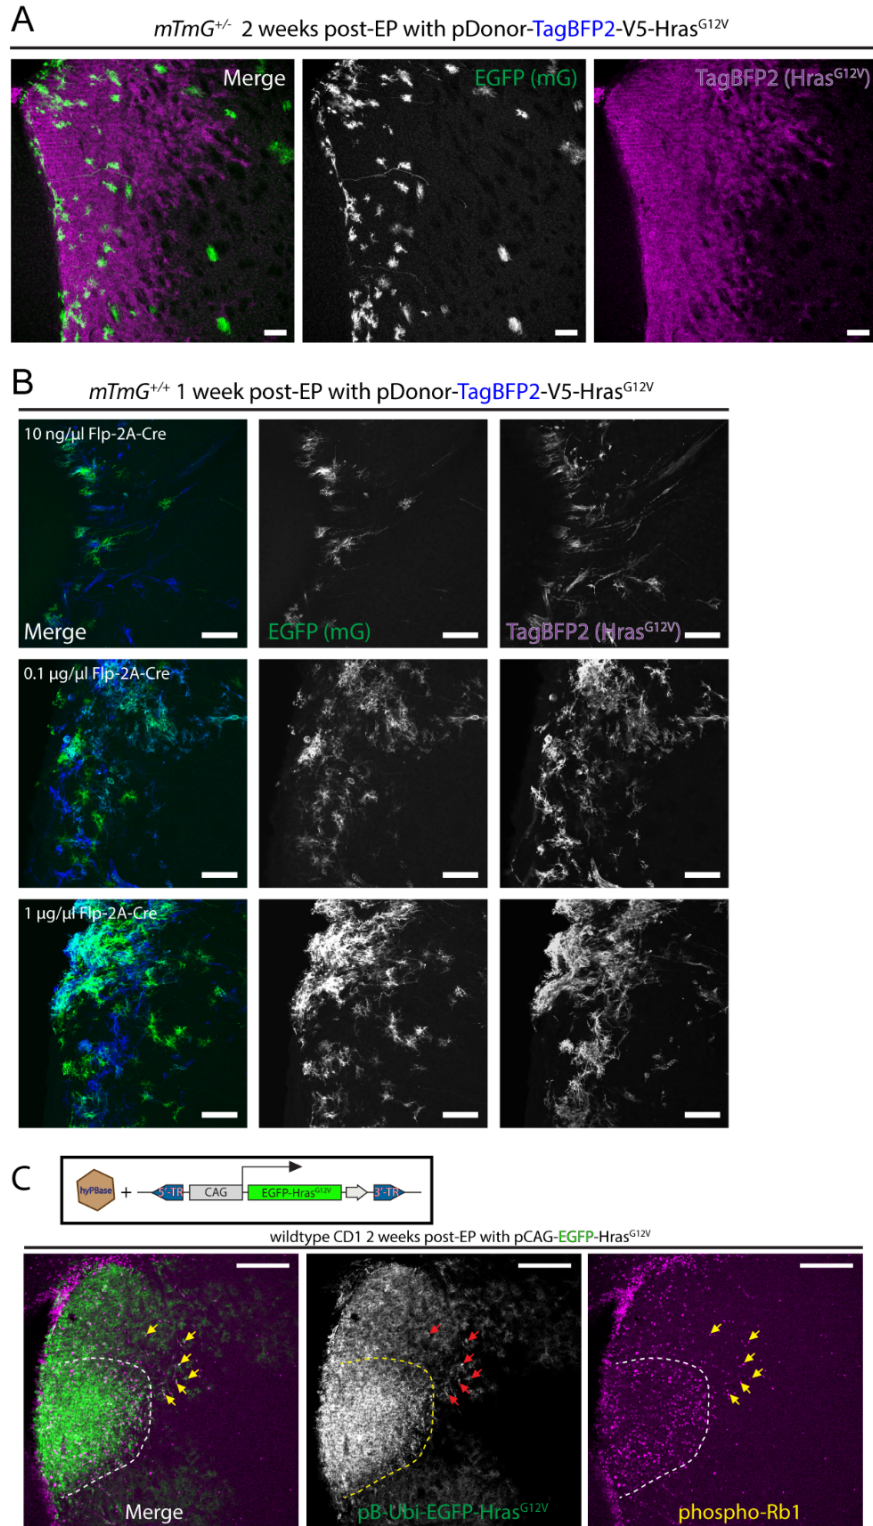 A
mTmG+/- 2 weeks post-EP with pDonor-TagBFP2-V5-HrasG12V
Merge
EGFP (mG)
TagBFP2 (HrasG12V)
B
mTmG+/+ 1 week post-EP with pDonor-TagBFP2-V5-HrasG12V
10 ng/µl Flp-2A-Cre
Merge
EGFP (mG)
TagBFP2 (HrasG12V)
0.1 µg/µl Flp-2A-Cre
1 µg/µl Flp-2A-Cre
C
hyPBase + 5'-TR CAG EGFP-HrasG12V 3'-TR
wildtype CD1 2 weeks post-EP with pCAG-EGFP-HrasG12V
Merge
pB-Ubi-EGFP-HrasG12V
phospho-Rb1